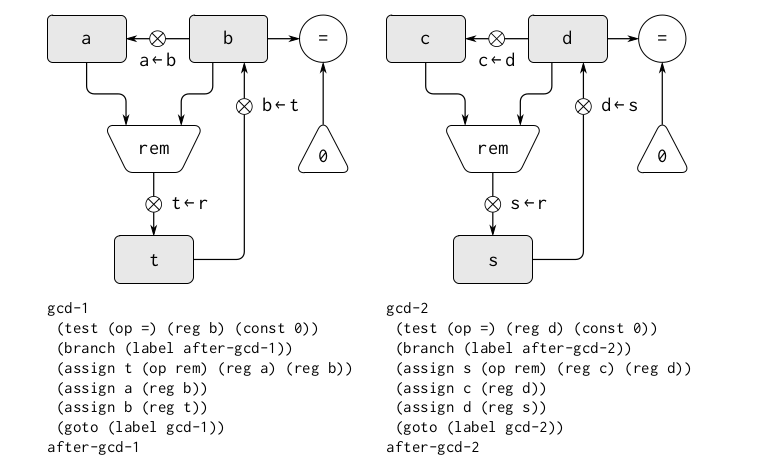 a
b
=
a←b
b←t
rem
0
t←r
t
c
d
=
c←d
d←s
rem
0
s←r
s
gcd-1
(test (op =) (reg b) (const 0))
(branch (label after-gcd-1))
(assign t (op rem) (reg a) (reg b))
(assign a (reg b))
(assign b (reg t))
(goto (label gcd-1))
after-gcd-1
gcd-2
(test (op =) (reg d) (const 0))
(branch (label after-gcd-2))
(assign s (op rem) (reg c) (reg d))
(assign c (reg d))
(assign d (reg s))
(goto (label gcd-2))
after-gcd-2